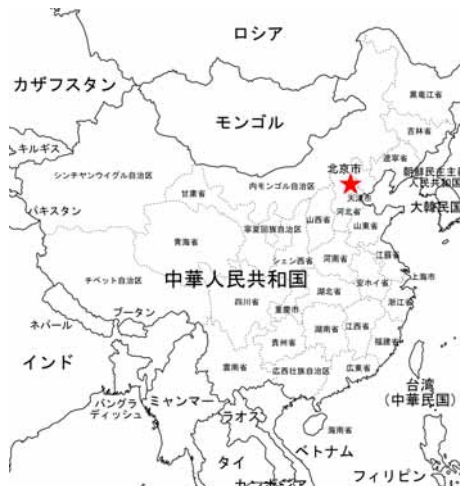 ロシア
カザフスタン
モンゴル
黒竜江省
吉林省
キルギス
遼寧省
北京市
シンチャンウイグル自治区
内モンゴル自治区
朝鮮民主主義
人民共和国
天津市
甘粛省
大韓民国
パキスタン
河北省
山西省
山東省
寧夏回族自治区
青海省
シェン西省
河南省
江蘇省
中華人民共和国
チベット自治区
上海市
安ホイ省
湖北省
四川省
浙江省
重慶市
ブータン
ネパール
湖南省
江西省
貴州省
福建省
インド
雲南省
広西壮族自治区
広東省
台湾
(中華民国)
バングラ
ディッシュ
ミャンマー
ラオス
海南省
ベトナム
タイ
フィリピン
カンボジア